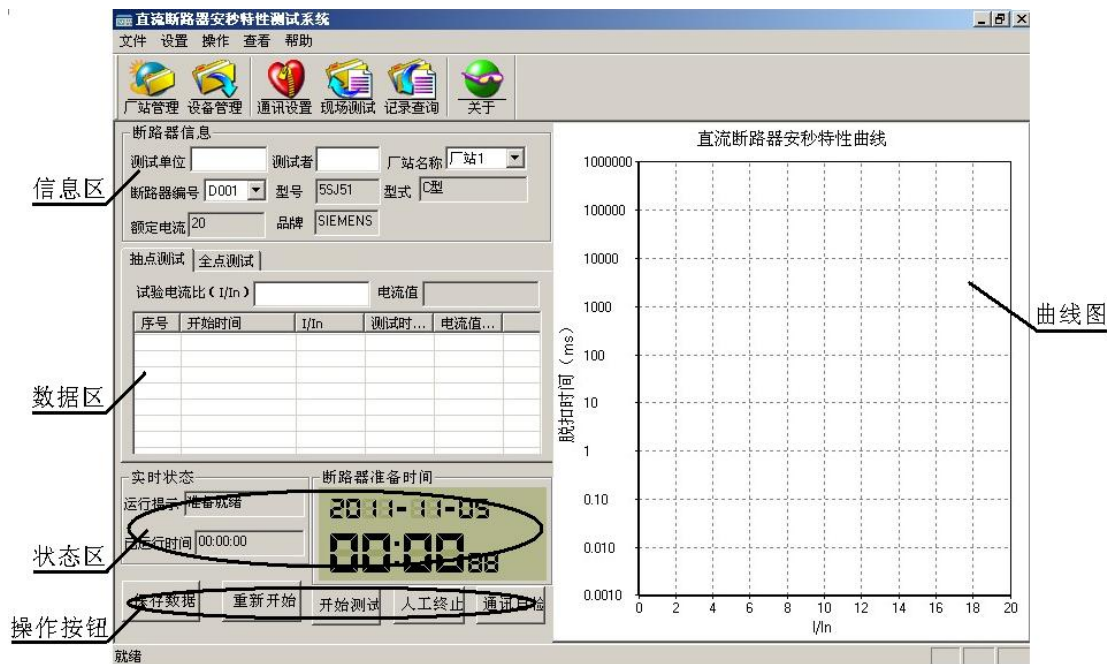 直流断路器安秒特性测试系统
文件 设置 操作 查看 帮助
厂站管理 设备管理 通讯设置 现场测试 记录查询 关于
断路器信息
测试单位 测试者 厂站名称 厂站1
断路器编号 D001 型号 5SJ51 型式 C型
额定电流 20 品牌 SIEMENS
信息区
抽点测试 全点测试
试验电流比(I/In) 电流值
序号 开始时间 I/In 测试时... 电流值...
数据区
实时状态
运行提示 准备就绪
已运行时间 00:00:00
状态区
断路器准备时间
2011-11-05
00:00
保存数据 重新开始 开始测试 人工终止 通讯自检
操作按钮
就绪
直流断路器安秒特性曲线
脱扣时间(ms)
1000000
100000
10000
1000
100
10
1
0.10
0.010
0.0010
0 2 4 6 8 10 12 14 16 18 20
I/In
曲线图